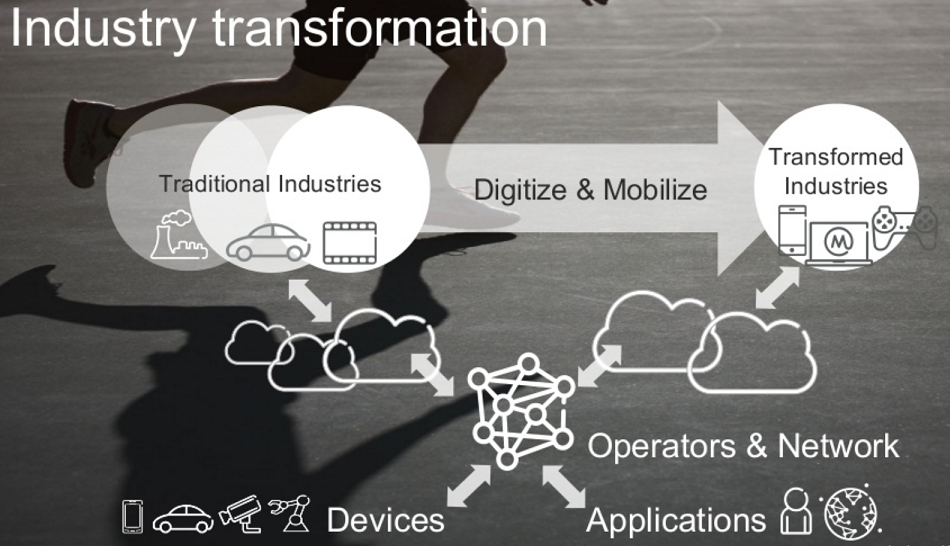 Industry transformation
Traditional Industries
Digitize & Mobilize
Transformed
Industries
M
Operators & Network
Devices
Applications